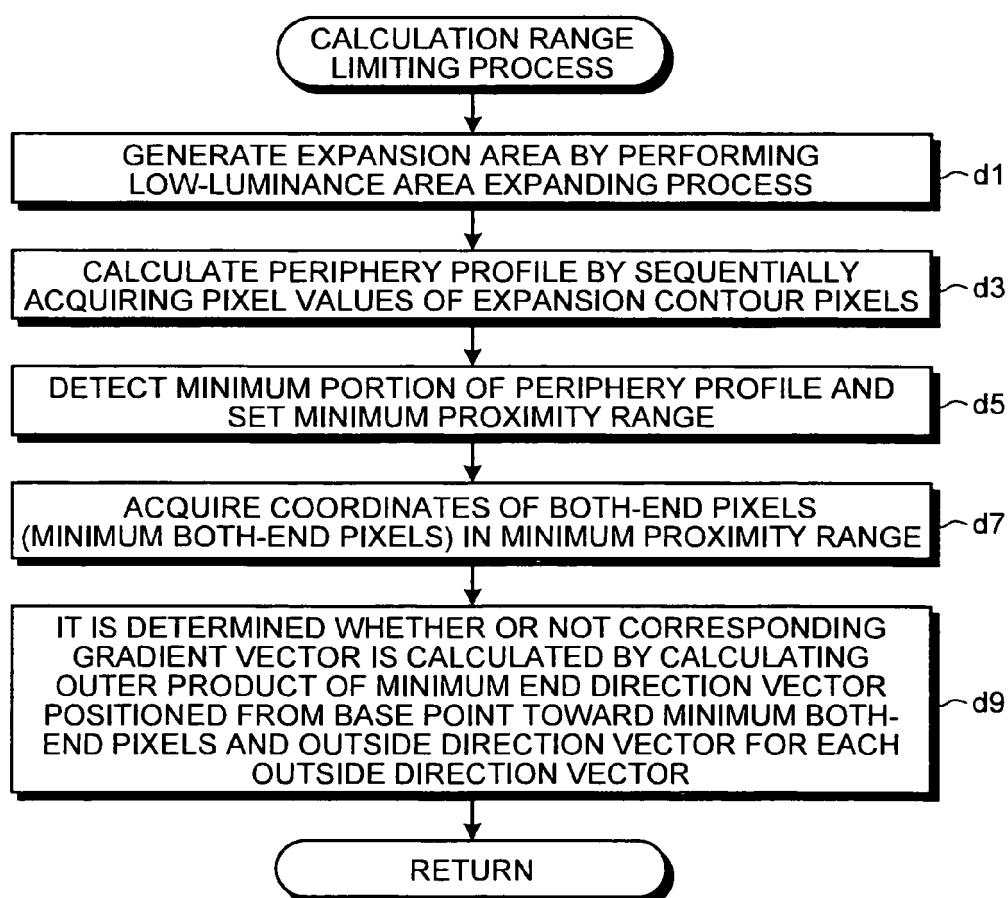 CALCULATION RANGE
LIMITING PROCESS
GENERATE EXPANSION AREA BY PERFORMING
LOW-LUMINANCE AREA EXPANDING PROCESS
d1
CALCULATE PERIPHERY PROFILE BY SEQUENTIALLY
ACQUIRING PIXEL VALUES OF EXPANSION CONTOUR PIXELS
d3
DETECT MINIMUM PORTION OF PERIPHERY PROFILE AND
SET MINIMUM PROXIMITY RANGE
d5
ACQUIRE COORDINATES OF BOTH-END PIXELS
(MINIMUM BOTH-END PIXELS) IN MINIMUM PROXIMITY RANGE
d7
IT IS DETERMINED WHETHER OR NOT CORRESPONDING
GRADIENT VECTOR IS CALCULATED BY CALCULATING
OUTER PRODUCT OF MINIMUM END DIRECTION VECTOR
POSITIONED FROM BASE POINT TOWARD MINIMUM BOTH-
END PIXELS AND OUTSIDE DIRECTION VECTOR FOR EACH
OUTSIDE DIRECTION VECTOR
d9
RETURN